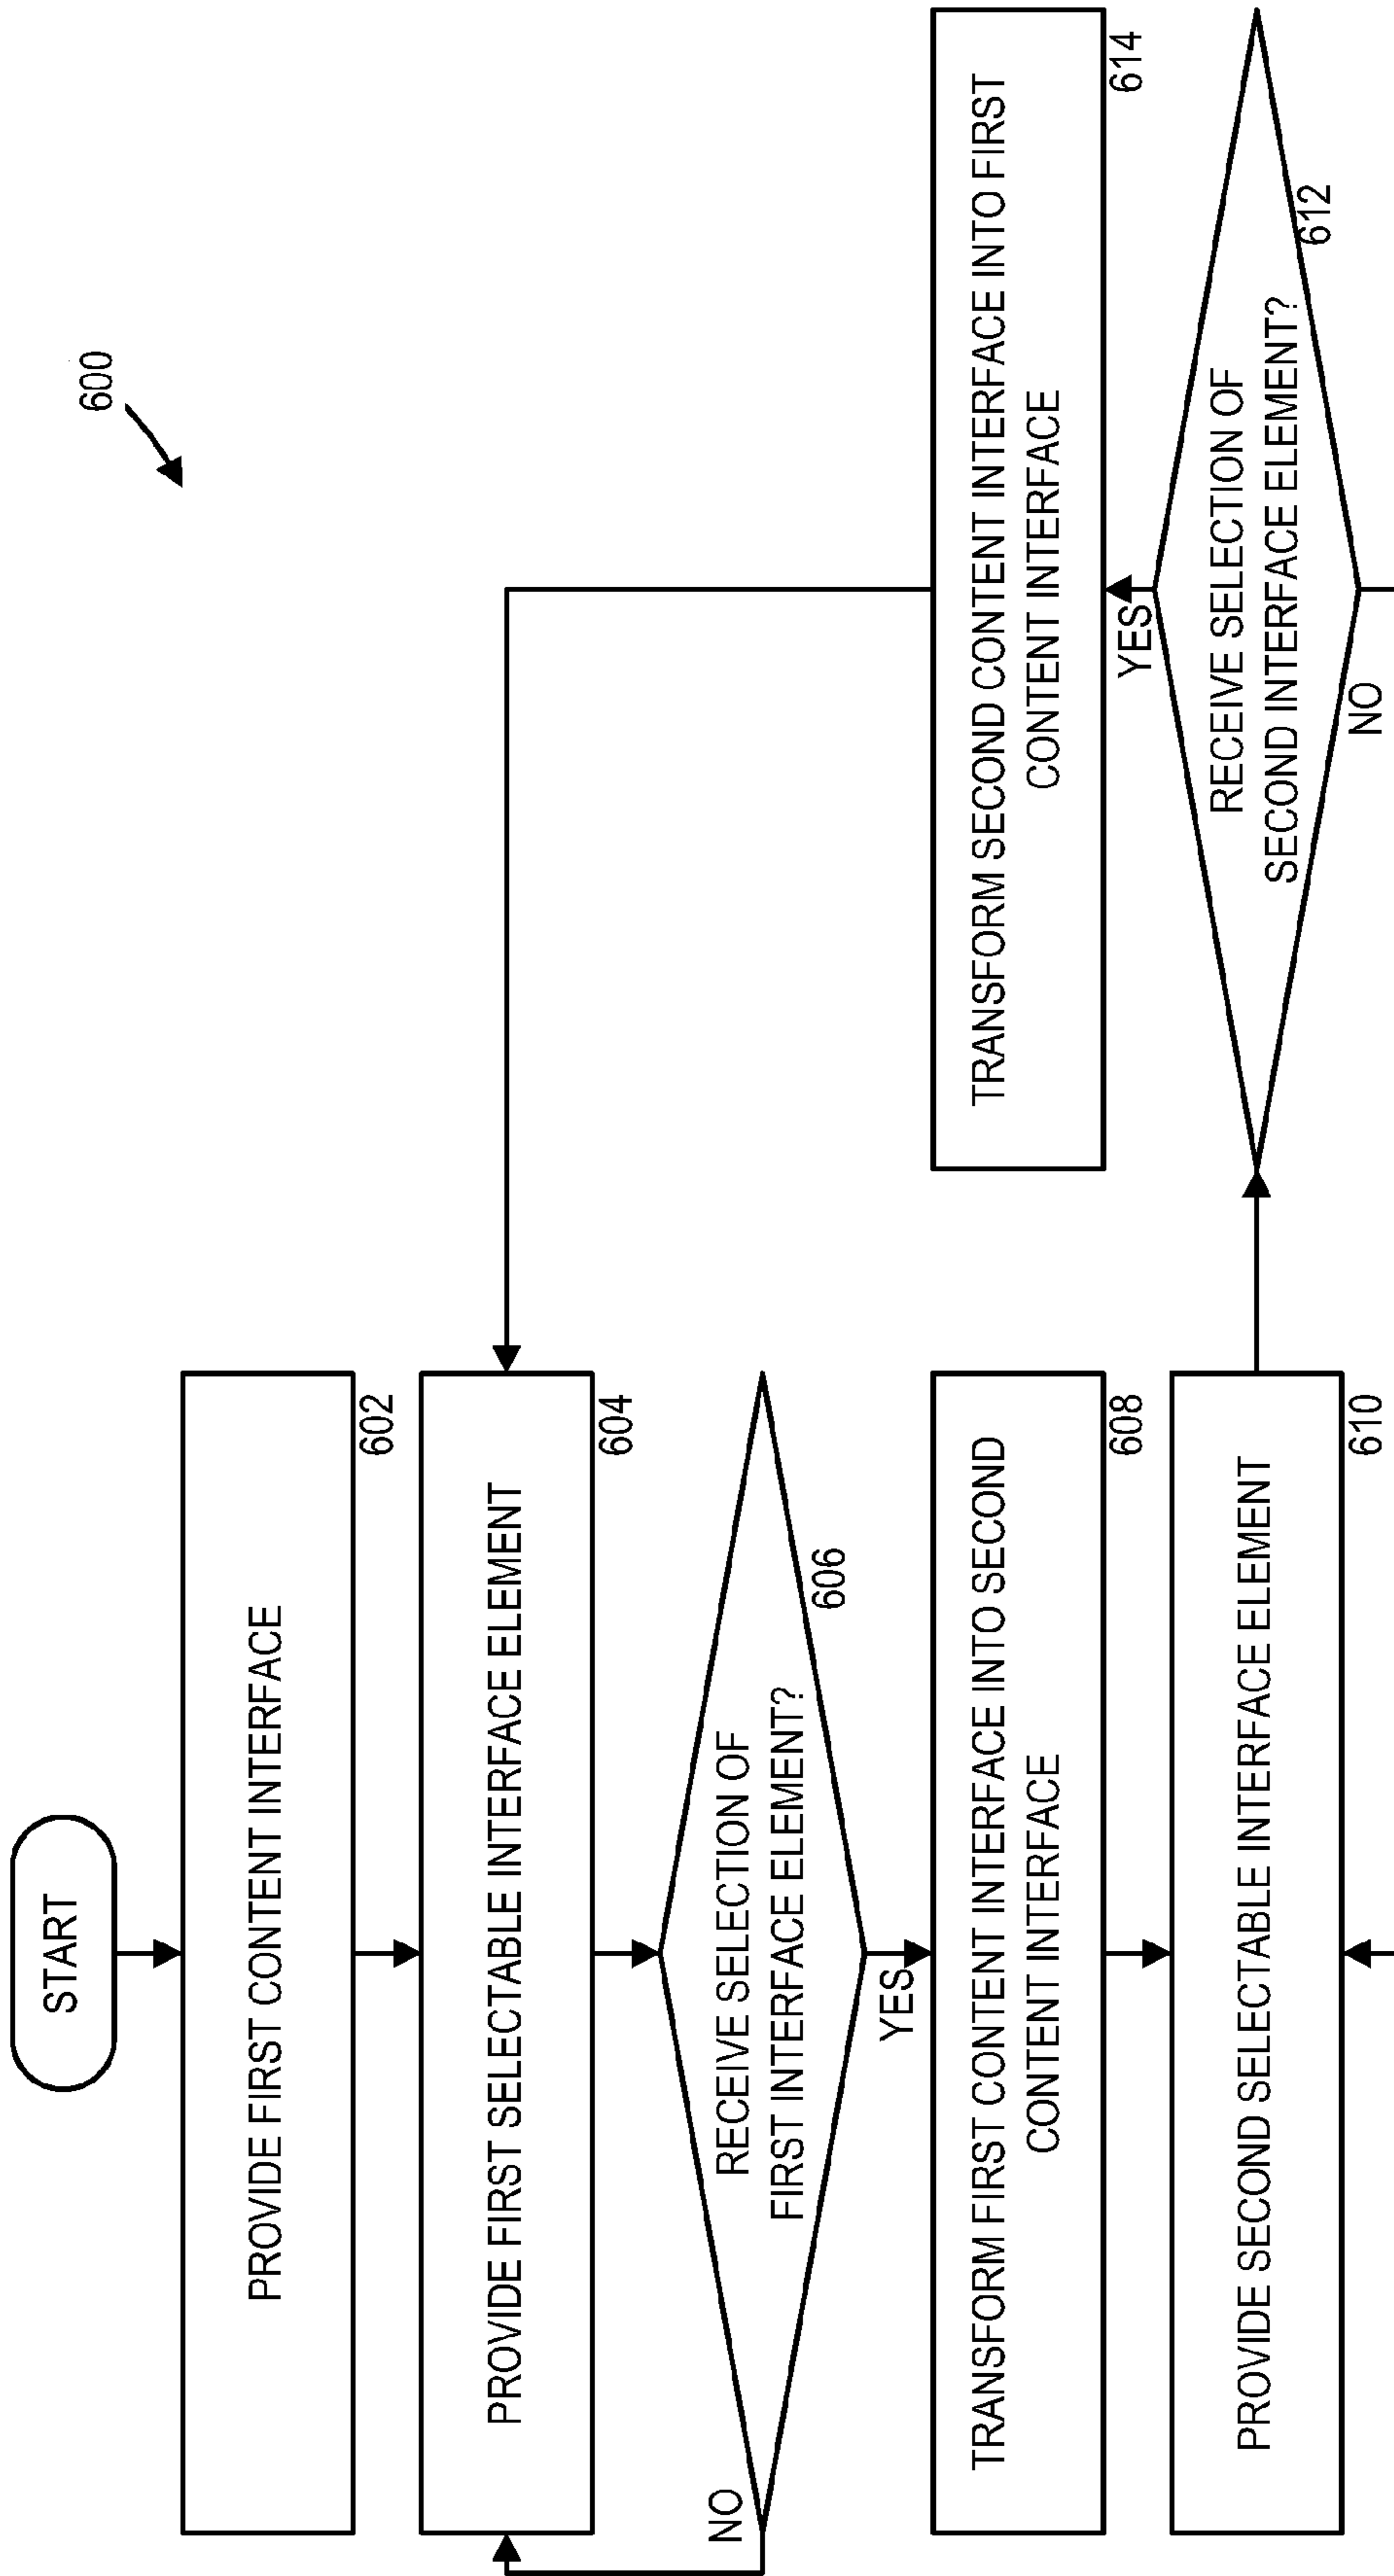 600
START
PROVIDE FIRST CONTENT INTERFACE
602
PROVIDE FIRST SELECTABLE INTERFACE ELEMENT
604
RECEIVE SELECTION OF
FIRST INTERFACE ELEMENT?
606
NO
YES
TRANSFORM FIRST CONTENT INTERFACE INTO SECOND
CONTENT INTERFACE
608
PROVIDE SECOND SELECTABLE INTERFACE ELEMENT
610
RECEIVE SELECTION OF
SECOND INTERFACE ELEMENT?
612
NO
YES
TRANSFORM SECOND CONTENT INTERFACE INTO FIRST
CONTENT INTERFACE
614